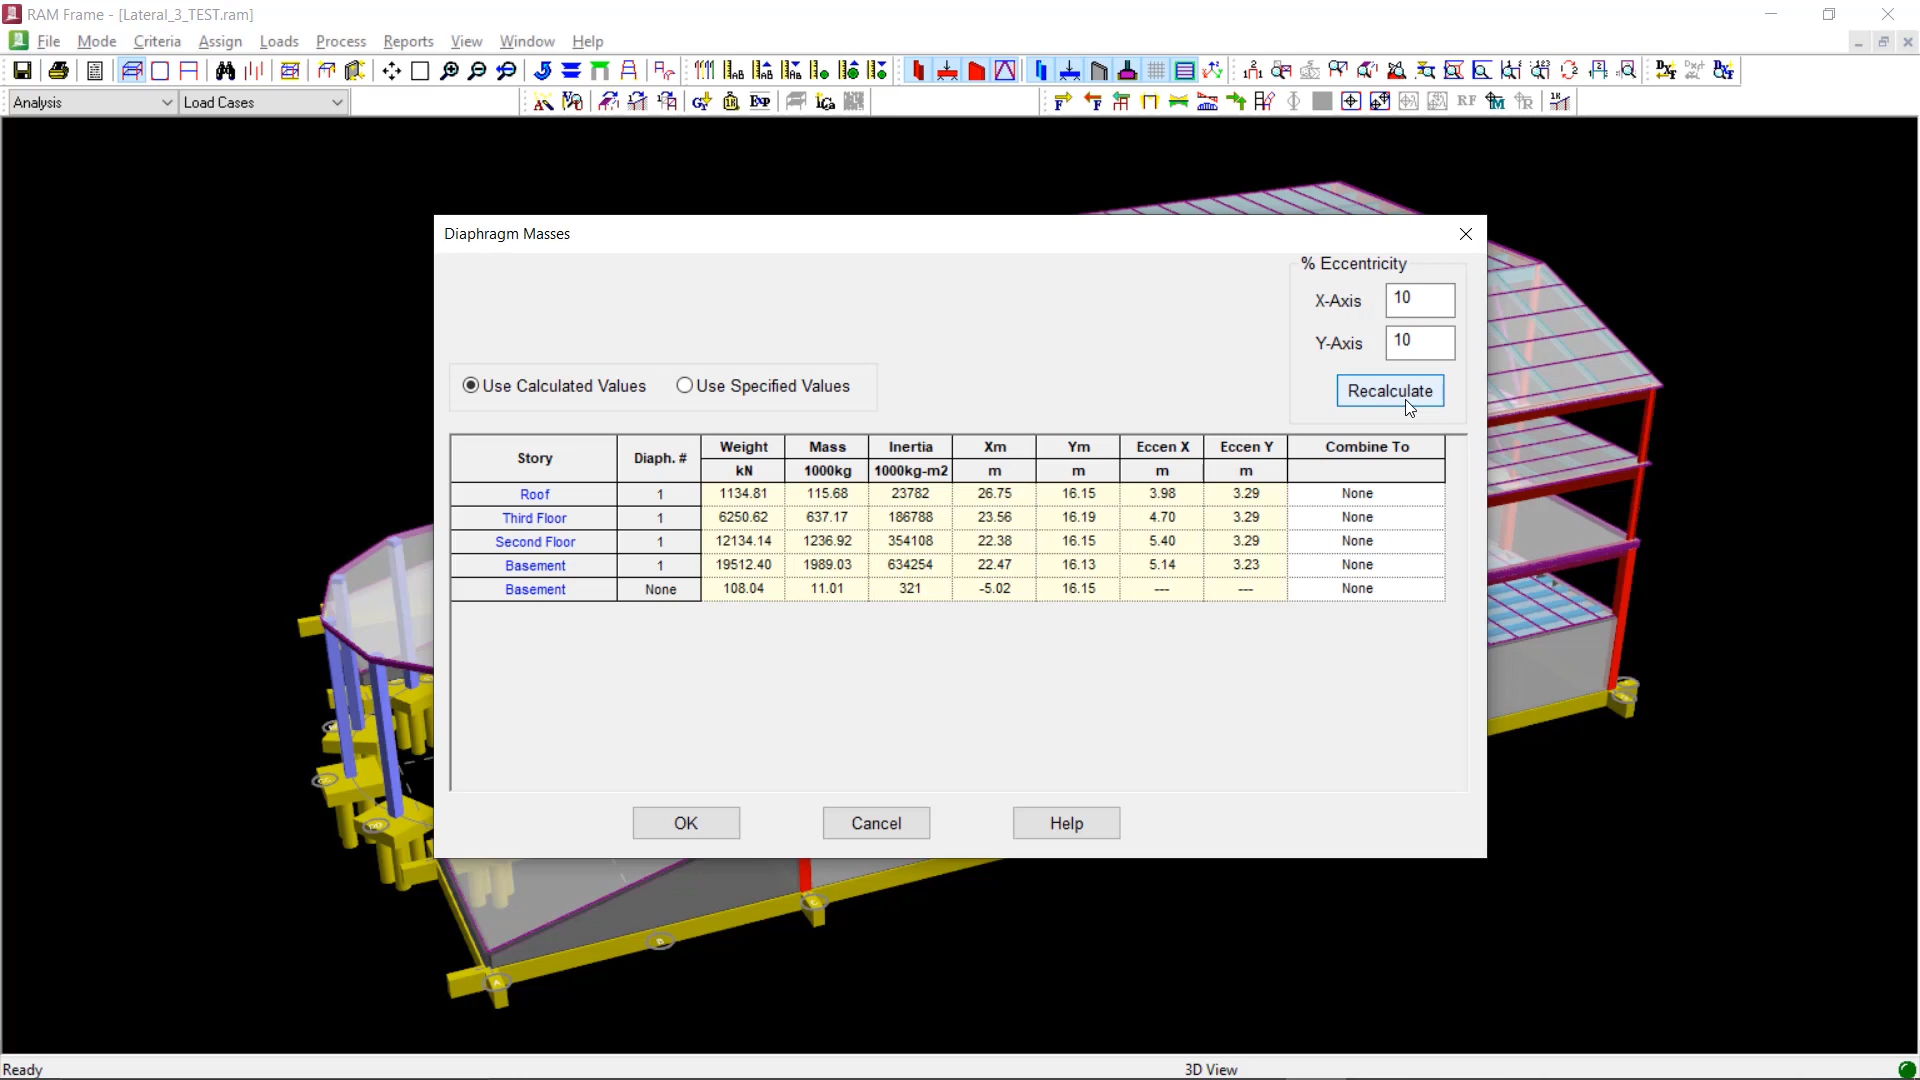 RAM Frame - [Lateral_3_TEST.ram]
File Mode Criteria Assign Loads Process Reports View Window Help
Analysis Load Cases
Diaphragm Masses
% Eccentricity
X-Axis 10
Y-Axis 10
Use Calculated Values Use Specified Values
Recalculate
Story Diaph. # Weight Mass Inertia Xm Ym Eccen X Eccen Y Combine To
kN 1000kg 1000kg-m2 m m m m
Roof 1 1134.81 115.68 23782 26.75 16.15 3.98 3.29 None
Third Floor 1 6250.62 637.17 186788 23.56 16.19 4.70 3.29 None
Second Floor 1 12134.14 1236.92 354108 22.38 16.15 5.40 3.29 None
Basement 1 19512.40 1989.03 634254 22.47 16.13 5.14 3.23 None
Basement None 108.04 11.01 321 -5.02 16.15 --- --- None
OK Cancel Help
Ready 3D View